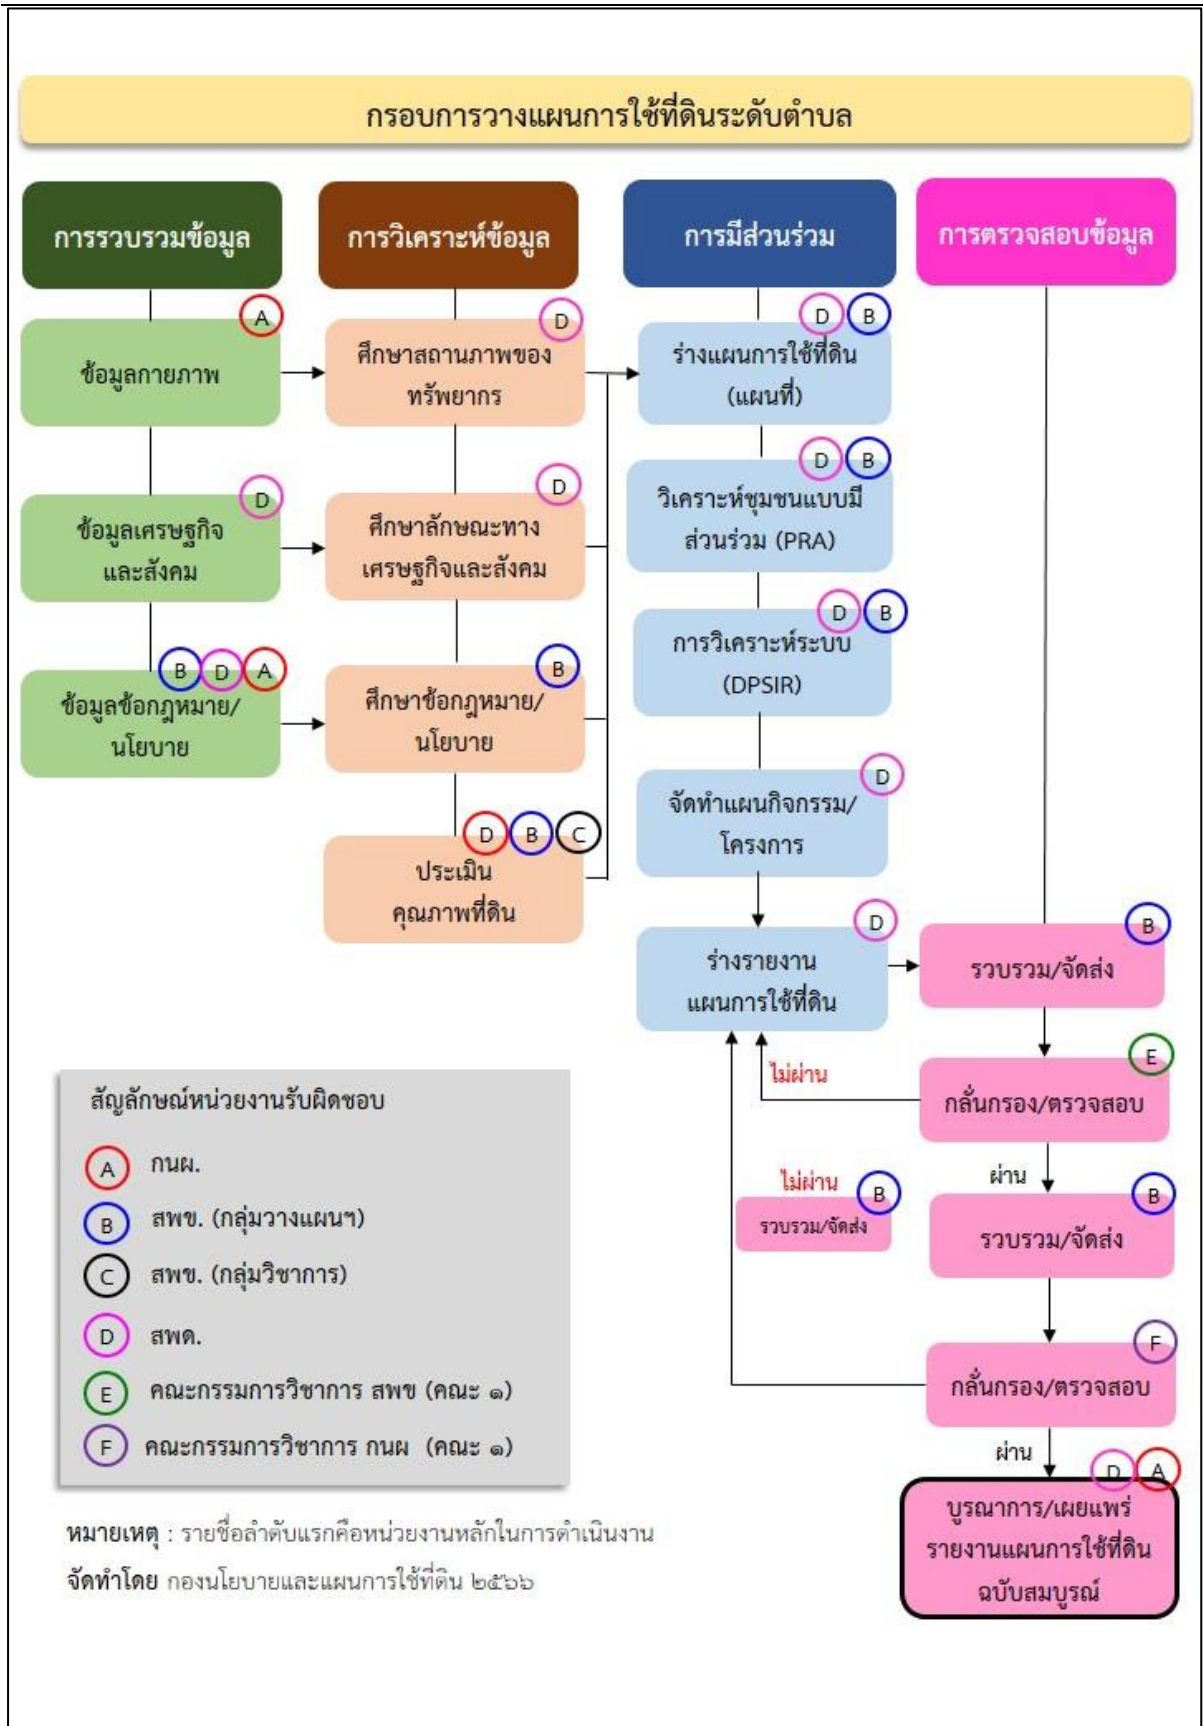 กรอบการวางแผนการใช้ที่ดินระดับตำบล
การรวบรวมข้อมูล
A
ข้อมูลกายภาพ
D
ข้อมูลเศรษฐกิจ
และสังคม
B D A
ข้อมูลข้อกฎหมาย/
นโยบาย
การวิเคราะห์ข้อมูล
D
ศึกษาสถานภาพของ
ทรัพยากร
D
ศึกษาลักษณะทาง
เศรษฐกิจและสังคม
B
ศึกษาข้อกฎหมาย/
นโยบาย
D B C
ประเมิน
คุณภาพที่ดิน
การมีส่วนร่วม
D B
ร่างแผนการใช้ที่ดิน
(แผนที่)
D B
วิเคราะห์ชุมชนแบบมี
ส่วนร่วม (PRA)
D B
การวิเคราะห์ระบบ
(DPSIR)
D
จัดทำแผนกิจกรรม/
โครงการ
D
ร่างรายงาน
แผนการใช้ที่ดิน
การตรวจสอบข้อมูล
B
รวบรวม/จัดส่ง
E
ไม่ผ่าน
กลั่นกรอง/ตรวจสอบ
ผ่าน
ไม่ผ่าน
B
รวบรวม/จัดส่ง
B
รวบรวม/จัดส่ง
F
กลั่นกรอง/ตรวจสอบ
ผ่าน
D A
บูรณาการ/เผยแพร่
รายงานแผนการใช้ที่ดิน
ฉบับสมบูรณ์
สัญลักษณ์หน่วยงานรับผิดชอบ
A กนผ.
B สพข. (กลุ่มวางแผนฯ)
C สพข. (กลุ่มวิชาการ)
D สพด.
E คณะกรรมการวิชาการ สพข (คณะ ๑)
F คณะกรรมการวิชาการ กนผ (คณะ ๑)
หมายเหตุ : รายชื่อลำดับแรกคือหน่วยงานหลักในการดำเนินงาน
จัดทำโดย กองนโยบายและแผนการใช้ที่ดิน ๒๕๖๖